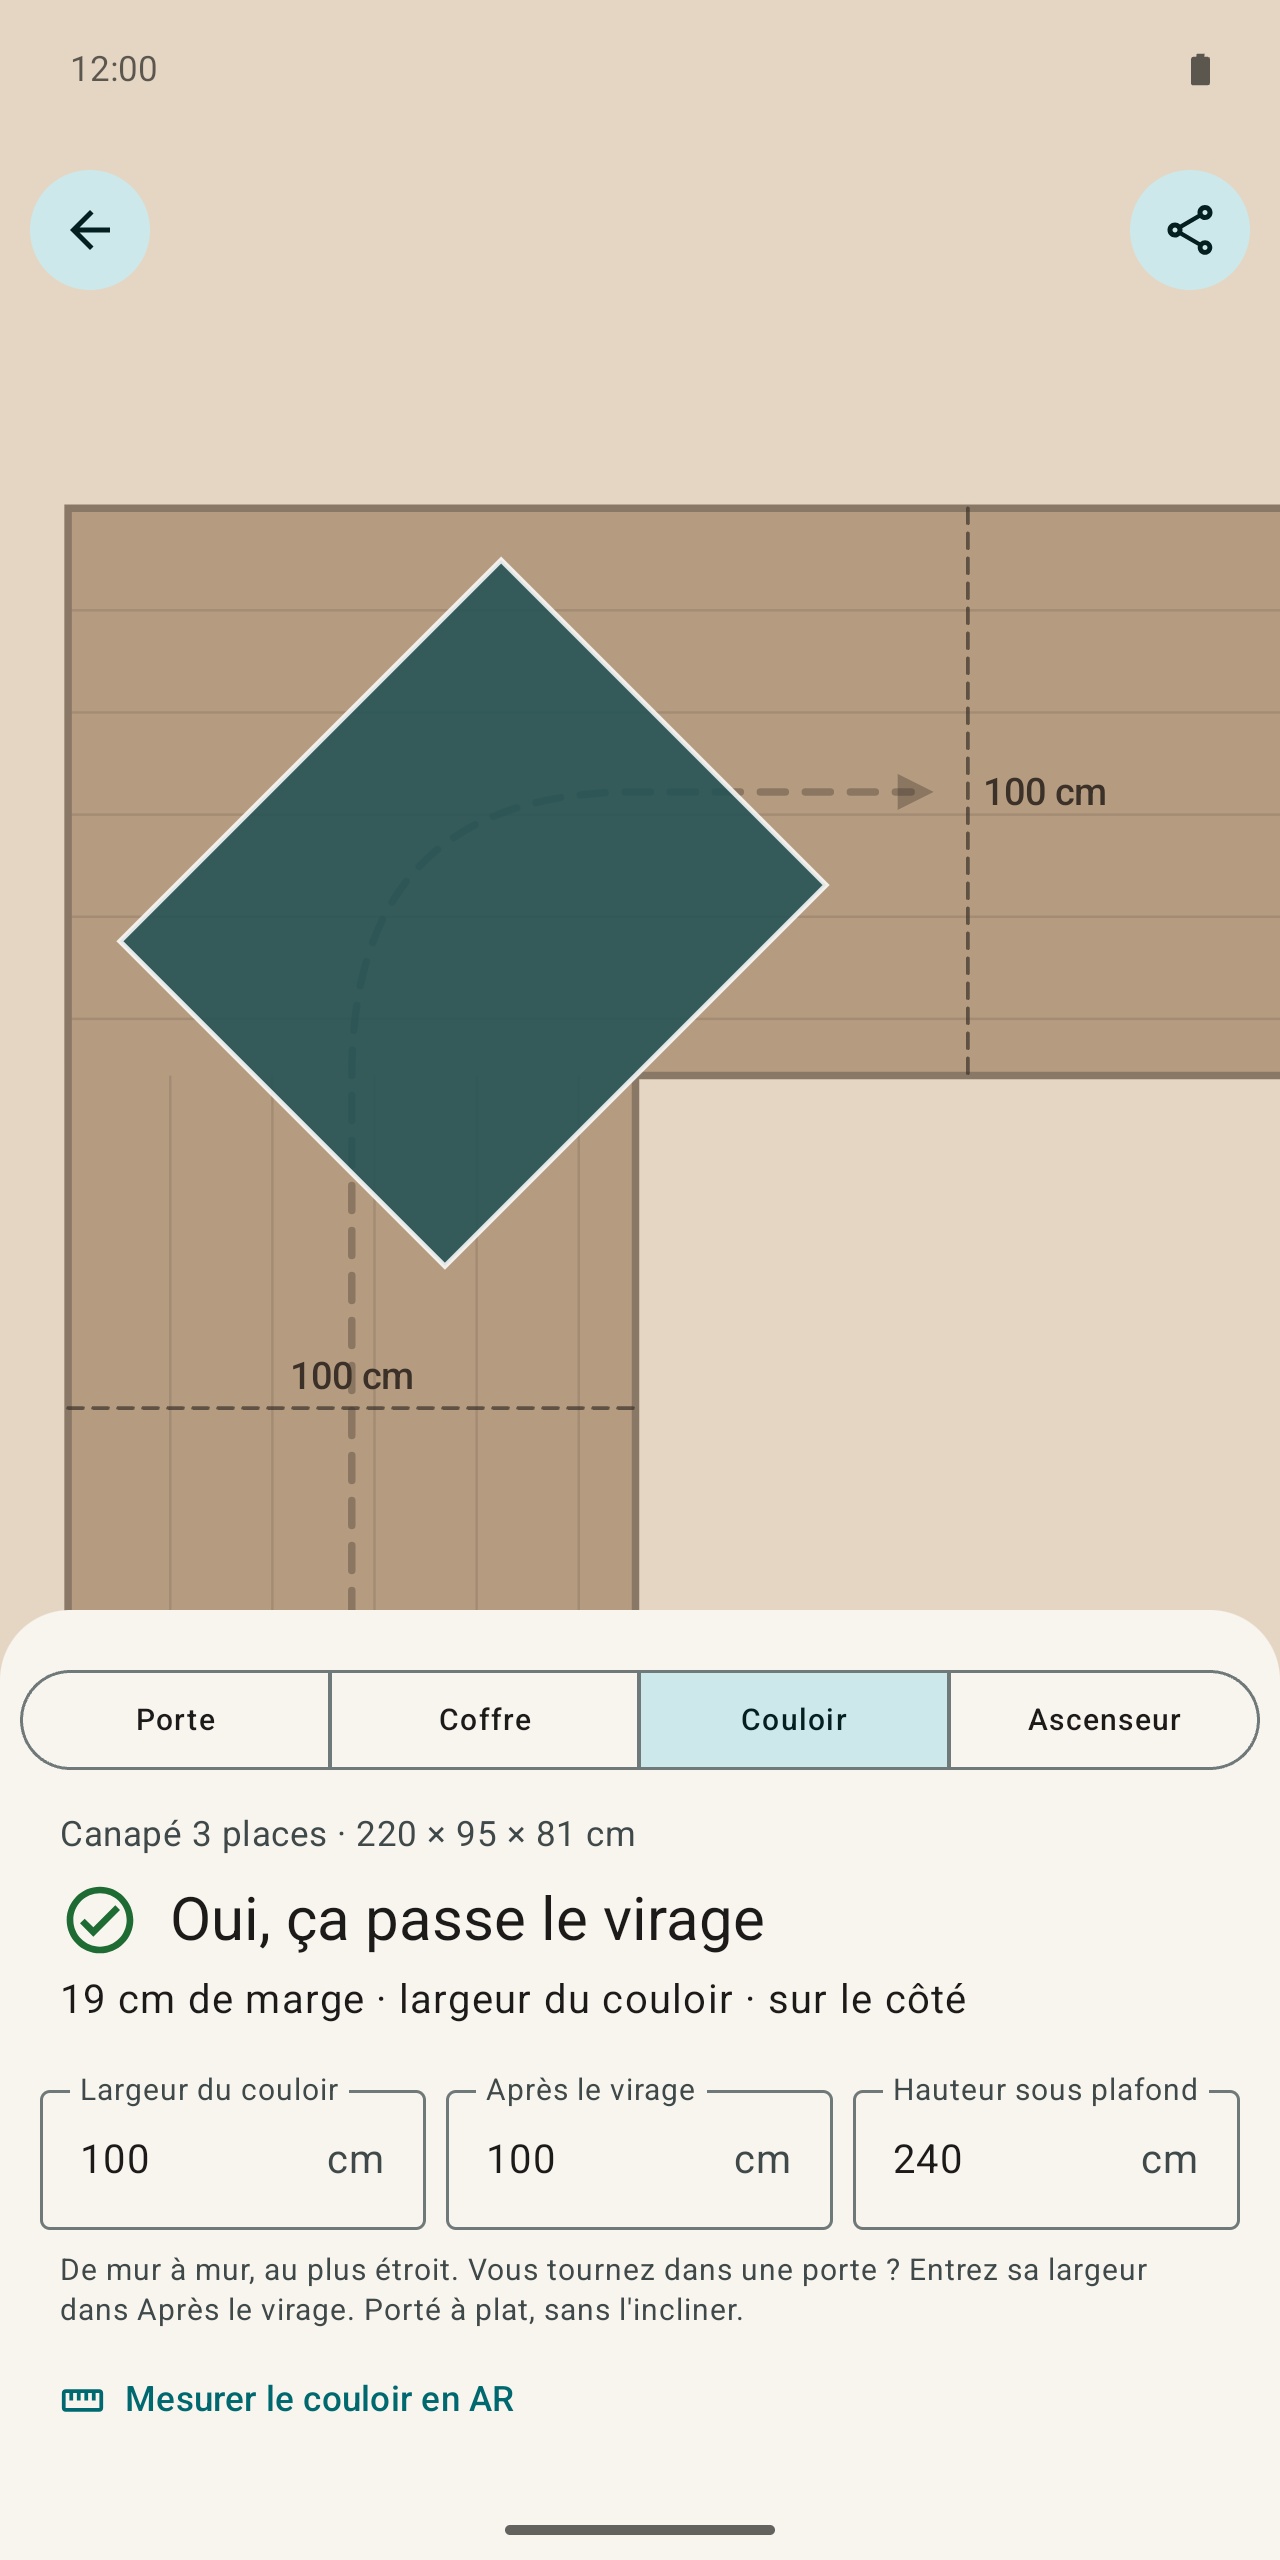 12:00
100 cm
100 cm
Porte
Coffre
Couloir
Ascenseur
Canapé 3 places · 220 × 95 × 81 cm
Oui, ça passe le virage
19 cm de marge · largeur du couloir · sur le côté
Largeur du couloir
Après le virage
Hauteur sous plafond
100 cm
100 cm
240 cm
De mur à mur, au plus étroit. Vous tournez dans une porte ? Entrez sa largeur
dans Après le virage. Porté à plat, sans l'incliner.
Mesurer le couloir en AR